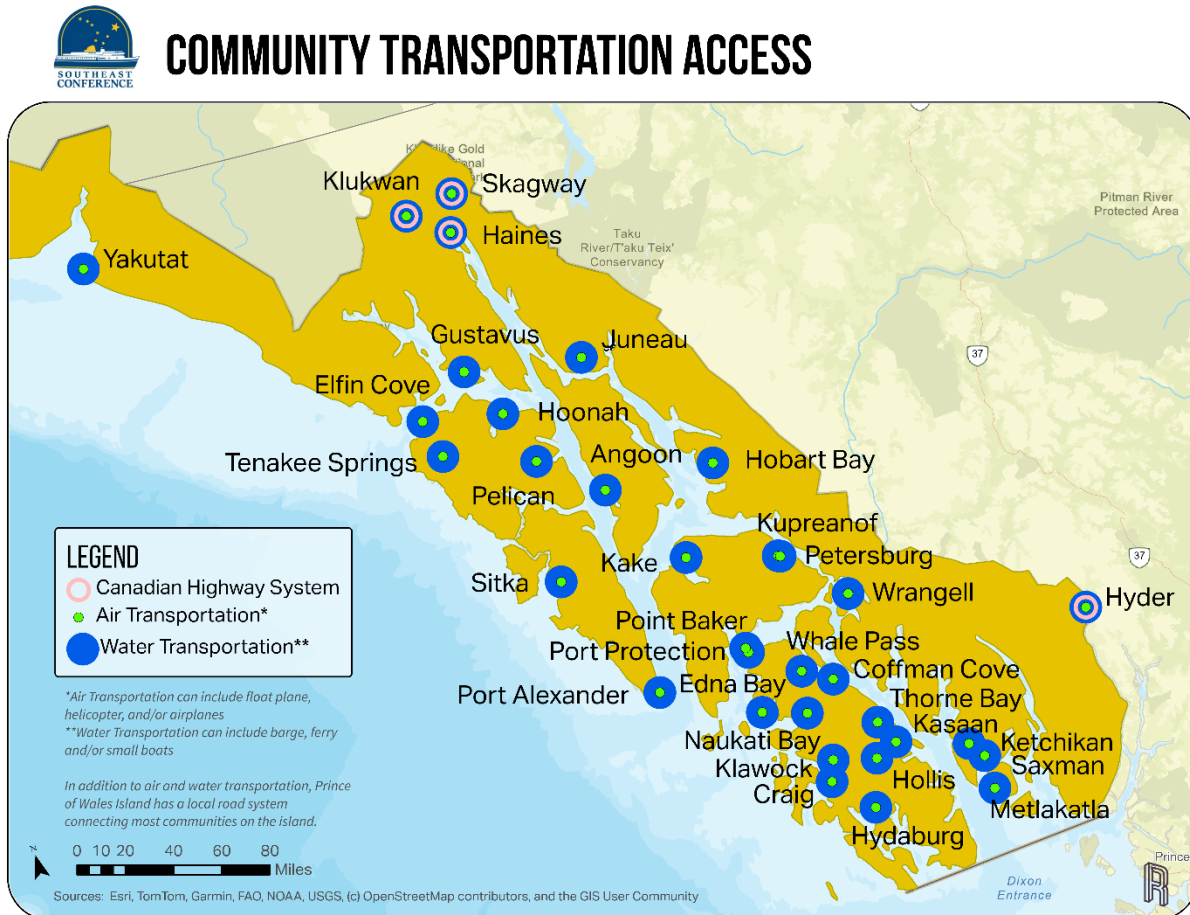 SOUTHEAST
CONFERENCE
COMMUNITY TRANSPORTATION ACCESS
Klukwan
Skagway
Haines
Yakutat
Taku
River/T'aku Teix'
Conservancy
Pitman River
Protected Area
Gustavus
Juneau
37
Elfin Cove
Hoonah
Tenakee Springs
Angoon
Hobart Bay
Pelican
Kupreanof
Kake
Petersburg
37
Sitka
Wrangell
Hyder
Point Baker
Whale Pass
Port Protection
Coffman Cove
Port Alexander
Edna Bay
Thorne Bay
Kasaan
Naukati Bay
Ketchikan
Klawock
Saxman
Craig
Hollis
Metlakatla
Hydaburg
LEGEND
Canadian Highway System
Air Transportation*
Water Transportation**
*Air Transportation can include float plane,
helicopter, and/or airplanes
**Water Transportation can include barge, ferry
and/or small boats
In addition to air and water transportation, Prince
of Wales Island has a local road system
connecting most communities on the island.
N
0 10 20 40 60 80
Miles
Prince
Dixon
Entrance
Sources: Esri, TomTom, Garmin, FAO, NOAA, USGS, (c) OpenStreetMap contributors, and the GIS User Community
R